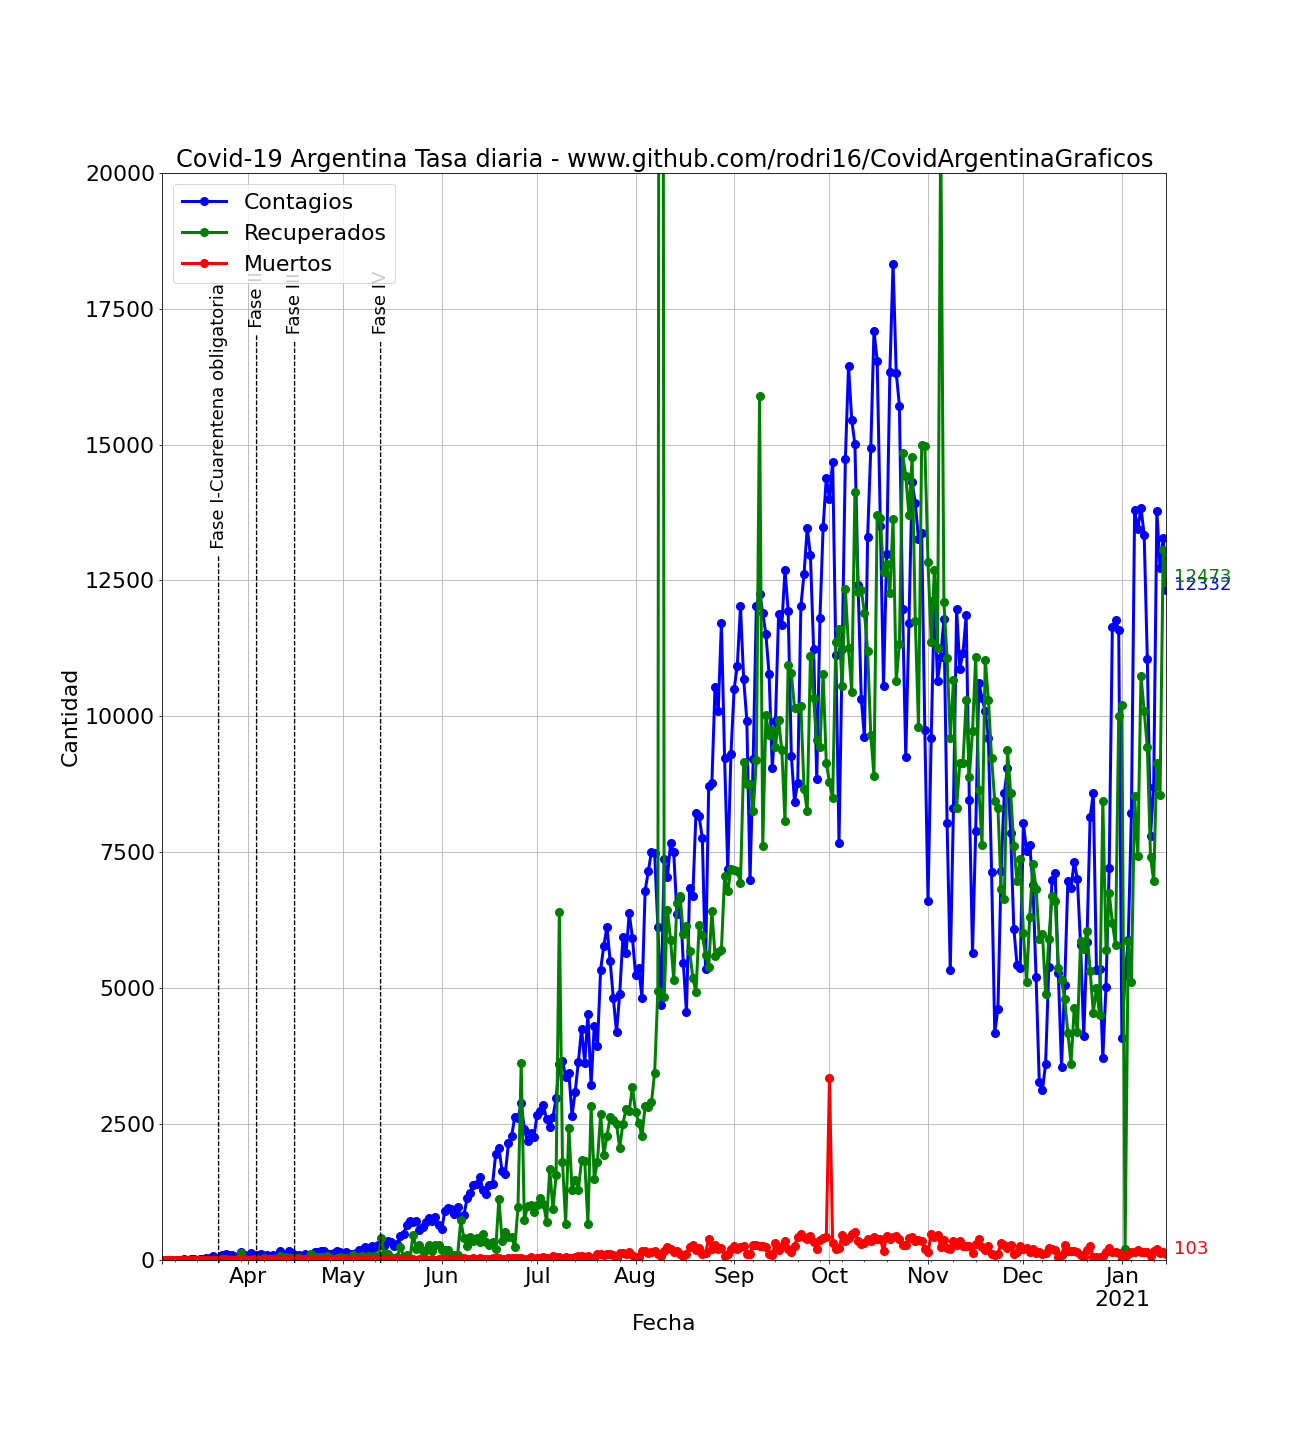 Covid-19 Argentina Tasa diaria - www.github.com/rodri16/CovidArgentinaGraficos
20000
17500
15000
12500
10000
7500
5000
2500
0
Cantidad
Contagios
Recuperados
Muertos
Fase I-Cuarentena obligatoria
Fase II
Fase III
Fase IV
12473
12332
103
Apr
May
Jun
Jul
Aug
Sep
Oct
Nov
Dec
Jan
2021
Fecha